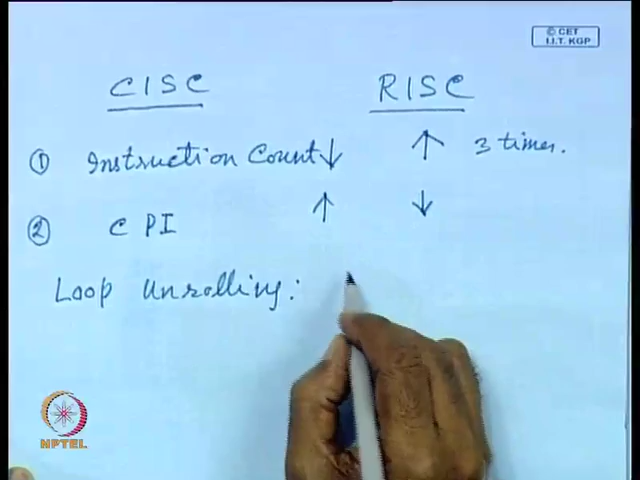 © CET
I.I.T. KGP
CISC RISC
① Instruction Count ↓ ↑ 3 times.
② CPI ↑ ↓
Loop Unrolling:
NPTEL